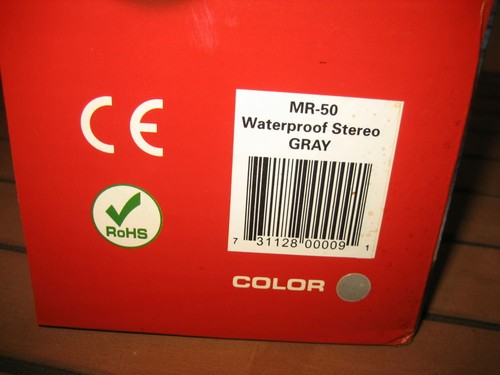 CE
MR-50
Waterproof Stereo
GRAY
7 31128 00009 1
RoHS
COLOR